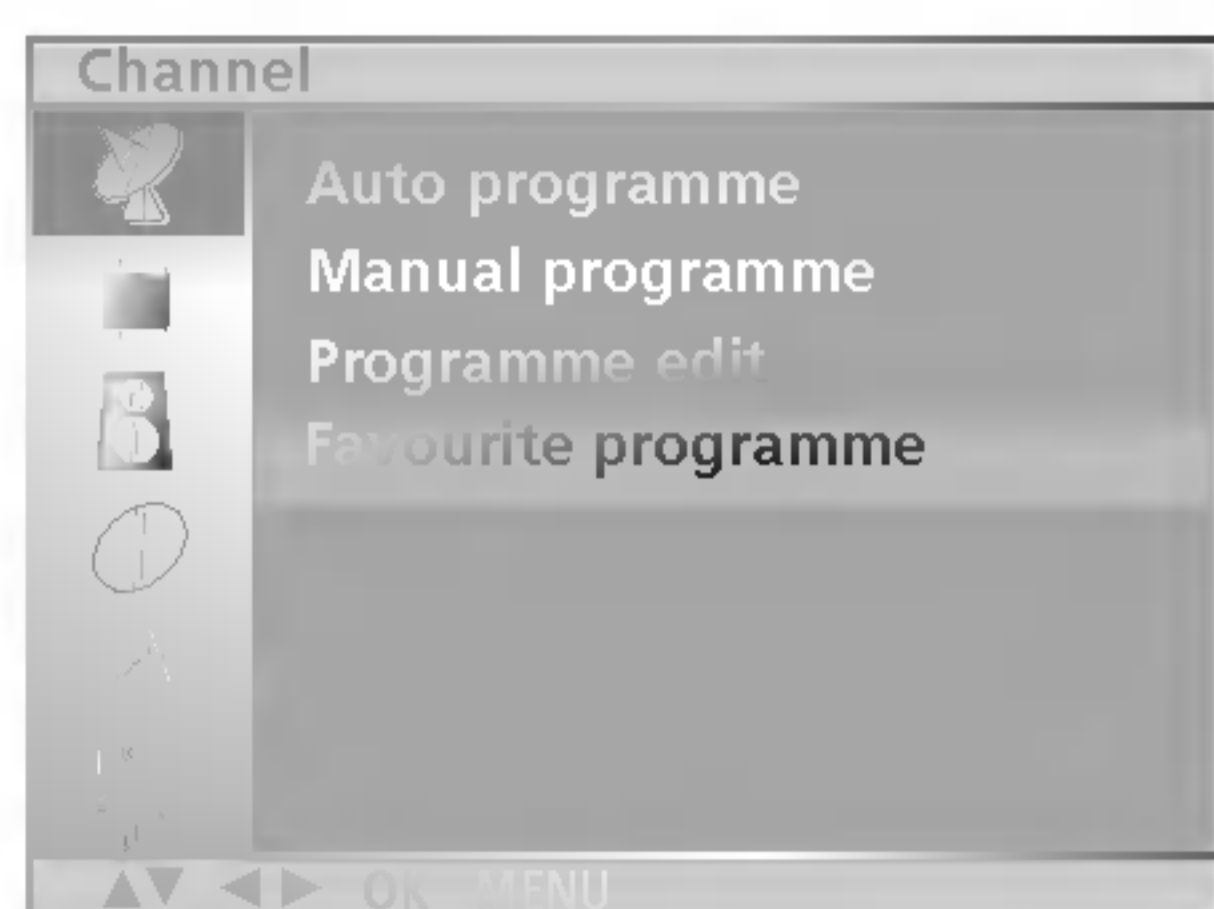 Channel
Auto programme
Manual programme
Programme edit
Favourite programme
▲▼ ◀▶ OK MENU